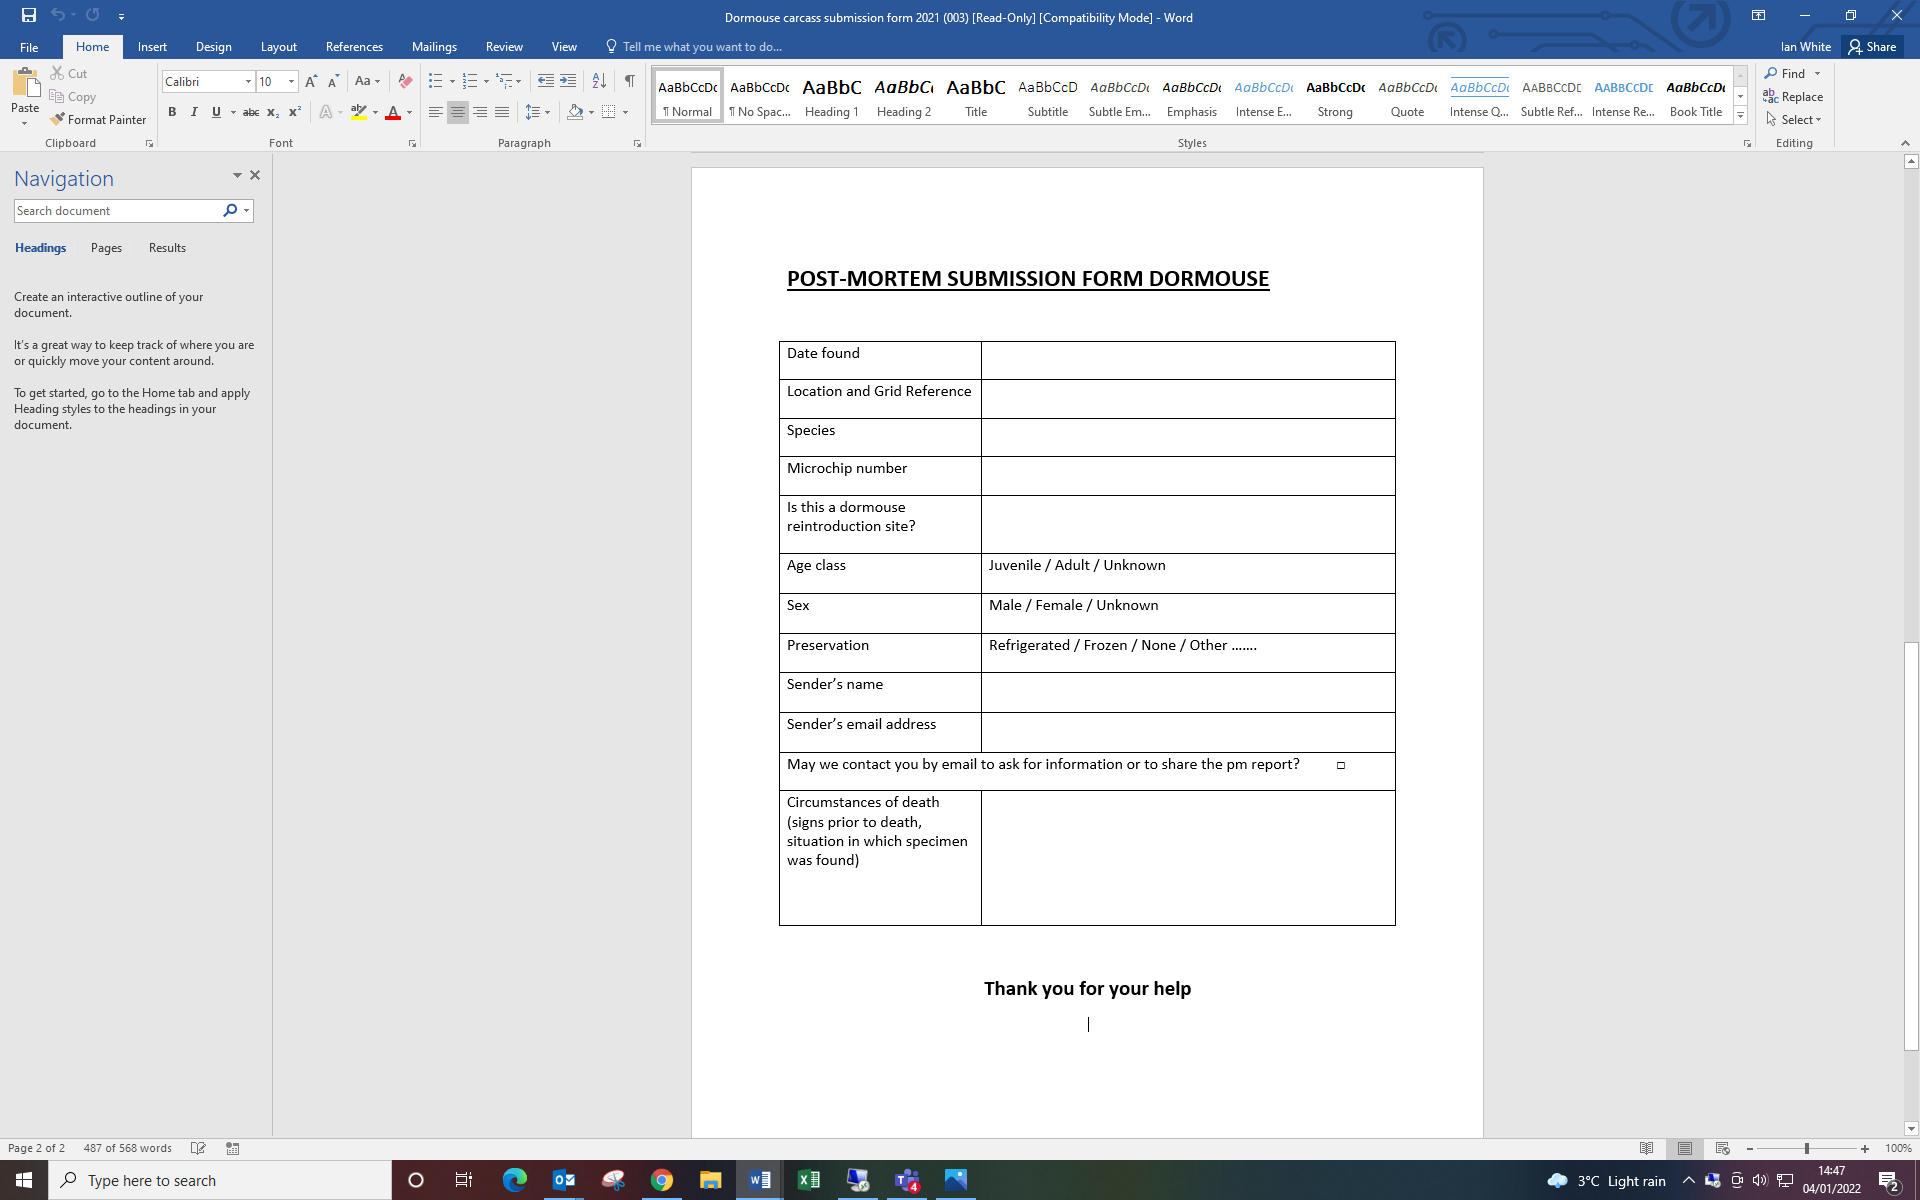 Dormouse carcass submission form 2021 (003) [Read-Only] [Compatibility Mode] - Word
File Home Insert Design Layout References Mailings Review View Tell me what you want to do... Ian White Share
Paste
Cut
Copy
Format Painter
Clipboard
Calibri 10
Font
Paragraph
AaBbCcDc AaBbCcDc AaBbC AaBbCc AaBbC AaBbCcD AaBbCcDc AaBbCcDc AaBbCcDc AaBbCcDc AaBbCcDc AaBbCcDc AABBCCDE AABBCCDE AaBbCcDc
¶ Normal ¶ No Spac... Heading 1 Heading 2 Title Subtitle Subtle Em... Emphasis Intense E... Strong Quote Intense Q... Subtle Ref... Intense Re... Book Title
Styles
Find
Replace
Select
Editing
Navigation
Search document
Headings Pages Results
Create an interactive outline of your
document.
It's a great way to keep track of where you are
or quickly move your content around.
To get started, go to the Home tab and apply
Heading styles to the headings in your
document.
POST-MORTEM SUBMISSION FORM DORMOUSE
Date found
Location and Grid Reference
Species
Microchip number
Is this a dormouse
reintroduction site?
Age class Juvenile / Adult / Unknown
Sex Male / Female / Unknown
Preservation Refrigerated / Frozen / None / Other .......
Sender's name
Sender's email address
May we contact you by email to ask for information or to share the pm report? □
Circumstances of death
(signs prior to death,
situation in which specimen
was found)
Thank you for your help
Page 2 of 2 487 of 568 words 100%
Type here to search
4
3°C Light rain
14:47
04/01/2022
2